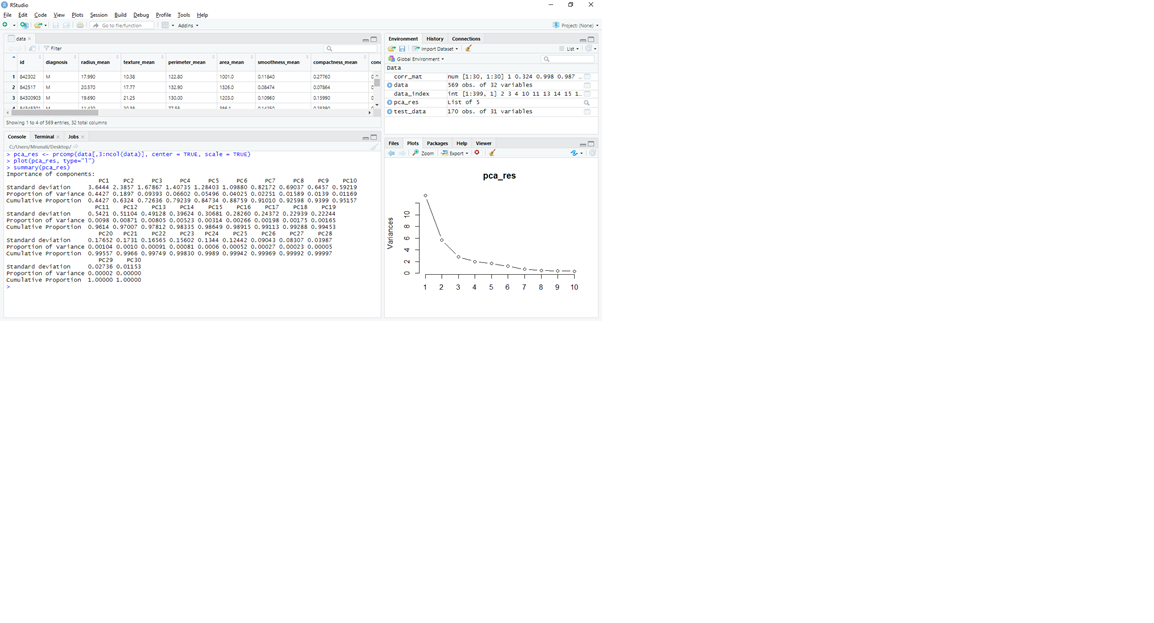 RStudio
File Edit Code View Plots Session Build Debug Profile Tools Help
Go to file/function Addins Project: (None)
data
Filter
id diagnosis radius_mean texture_mean perimeter_mean area_mean smoothness_mean compactness_mean conc
1 842302 M 17.990 10.38 122.80 1001.0 0.11840 0.27760 0
2 842517 M 20.570 17.77 132.90 1326.0 0.08474 0.07864 0
3 84300903 M 19.690 21.25 130.00 1203.0 0.10960 0.15990 0
Showing 1 to 4 of 569 entries, 32 total columns
Console Terminal Jobs
C:/Users/Mrunali/Desktop/
> pca_res <- prcomp(data[,3:ncol(data)], center = TRUE, scale = TRUE)
> plot(pca_res, type="l")
> summary(pca_res)
Importance of components:
PC1 PC2 PC3 PC4 PC5 PC6 PC7 PC8 PC9 PC10
Standard deviation 3.6444 2.3857 1.67867 1.40735 1.28403 1.09880 0.82172 0.69037 0.6457 0.59219
Proportion of Variance 0.4427 0.1897 0.09393 0.06602 0.05496 0.04025 0.02251 0.01589 0.0139 0.01169
Cumulative Proportion 0.4427 0.6324 0.72636 0.79239 0.84734 0.88759 0.91010 0.92598 0.9399 0.95157
PC11 PC12 PC13 PC14 PC15 PC16 PC17 PC18 PC19
Standard deviation 0.5421 0.51104 0.49128 0.39624 0.30681 0.28260 0.24372 0.22939 0.22244
Proportion of Variance 0.0098 0.00871 0.00805 0.00523 0.00314 0.00266 0.00198 0.00175 0.00165
Cumulative Proportion 0.9614 0.97007 0.97812 0.98335 0.98649 0.98915 0.99113 0.99288 0.99453
PC20 PC21 PC22 PC23 PC24 PC25 PC26 PC27 PC28
Standard deviation 0.17652 0.1731 0.16565 0.15602 0.1344 0.12442 0.09043 0.08307 0.03987
Proportion of Variance 0.00104 0.0010 0.00091 0.00081 0.0006 0.00052 0.00027 0.00023 0.00005
Cumulative Proportion 0.99557 0.9966 0.99749 0.99830 0.9989 0.99942 0.99969 0.99992 0.99997
PC29 PC30
Standard deviation 0.02736 0.01153
Proportion of Variance 0.00002 0.00000
Cumulative Proportion 1.00000 1.00000
>
Environment History Connections
Import Dataset List
Global Environment
Data
corr_mat num [1:30, 1:30] 1 0.324 0.998 0.987 ..
data 569 obs. of 32 variables
data_index int [1:399, 1] 2 3 4 10 11 13 14 15 1..
pca_res List of 5
test_data 170 obs. of 31 variables
Files Plots Packages Help Viewer
Zoom Export
pca_res
Variances
0 2 4 6 8 10
1 2 3 4 5 6 7 8 9 10